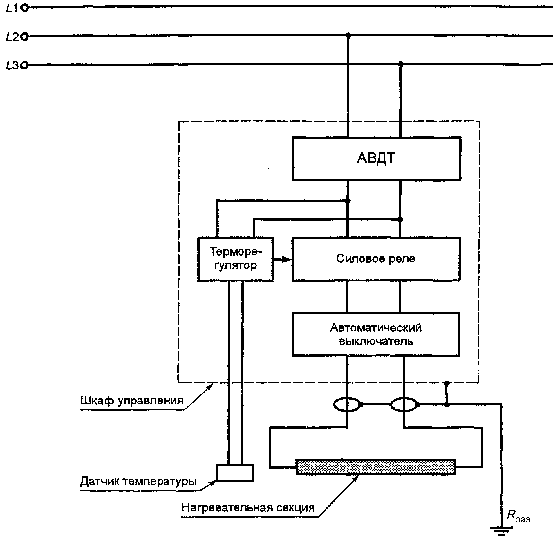 L1
L2
L3
АВДТ
Терморе-
гулятор
Силовое реле
Автоматический
выключатель
Шкаф управления
Датчик температуры
Нагревательная секция
R